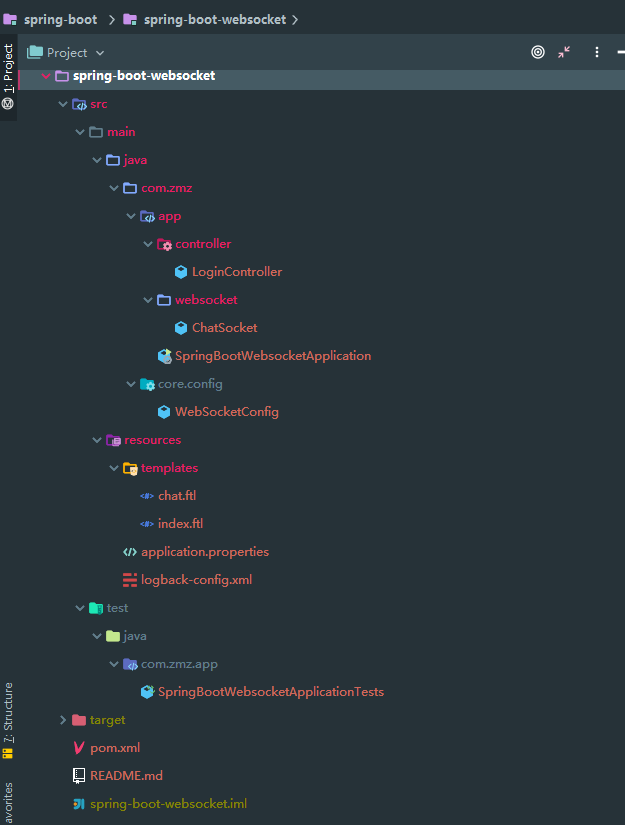 spring-boot spring-boot-websocket
Project
1: Project
spring-boot-websocket
src
main
java
com.zmz
app
controller
LoginController
websocket
ChatSocket
SpringBootWebsocketApplication
core.config
WebSocketConfig
resources
templates
chat.ftl
index.ftl
application.properties
logback-config.xml
test
java
com.zmz.app
SpringBootWebsocketApplicationTests
target
pom.xml
README.md
spring-boot-websocket.iml
7: Structure
avorites